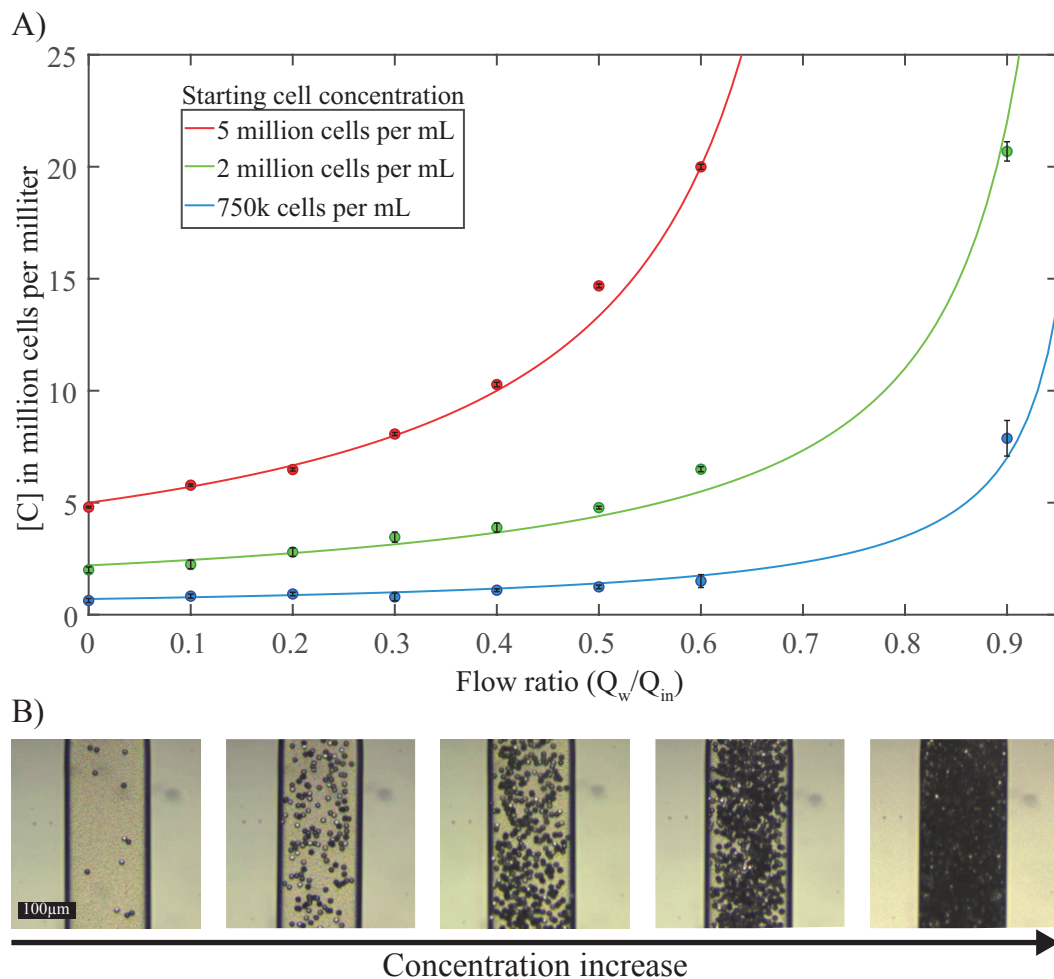 A)
[C] in million cells per milliter
25
20
15
10
5
0
Starting cell concentration
5 million cells per mL
2 million cells per mL
750k cells per mL
0 0.1 0.2 0.3 0.4 0.5 0.6 0.7 0.8 0.9
Flow ratio (Q_w/Q_in)
B)
100µm
Concentration increase